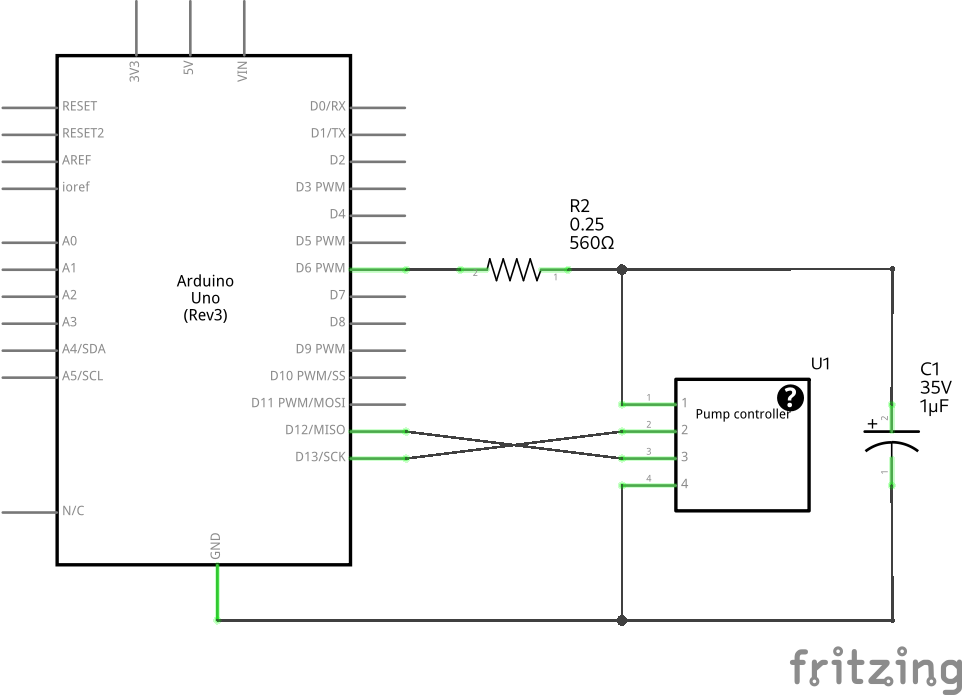 3V3
5V
VIN
RESET
RESET2
AREF
ioref
A0
A1
A2
A3
A4/SDA
A5/SCL
N/C
Arduino
Uno
(Rev3)
D0/RX
D1/TX
D2
D3 PWM
D4
D5 PWM
D6 PWM
D7
D8
D9 PWM
D10 PWM/SS
D11 PWM/MOSI
D12/MISO
D13/SCK
GND
R2
0.25
560Ω
2
1
U1
?
Pump controller
1 1
2 2
3 3
4 4
C1
35V
1µF
+
2
1
fritzing